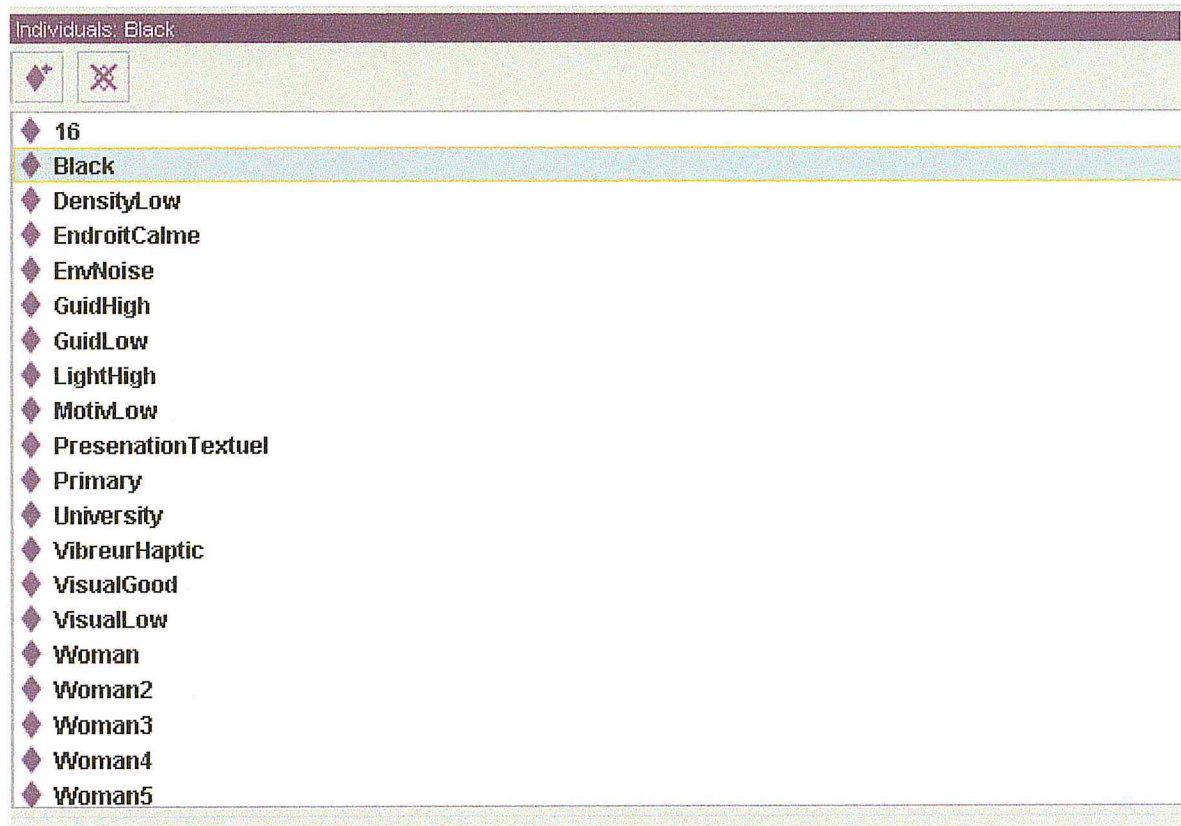 Individuals: Black
16
Black
DensityLow
EndroitCalme
EnvNoise
GuidHigh
GuidLow
LightHigh
MotivLow
PresenationTextuel
Primary
University
VibreurHaptic
VisualGood
VisualLow
Woman
Woman2
Woman3
Woman4
Woman5